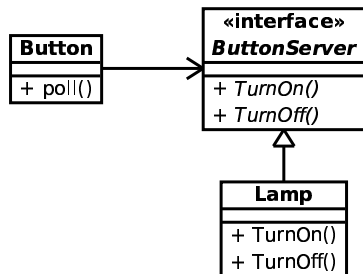 Button
+ poll()
«interface»
ButtonServer
+ TurnOn()
+ TurnOff()
Lamp
+ TurnOn()
+ TurnOff()